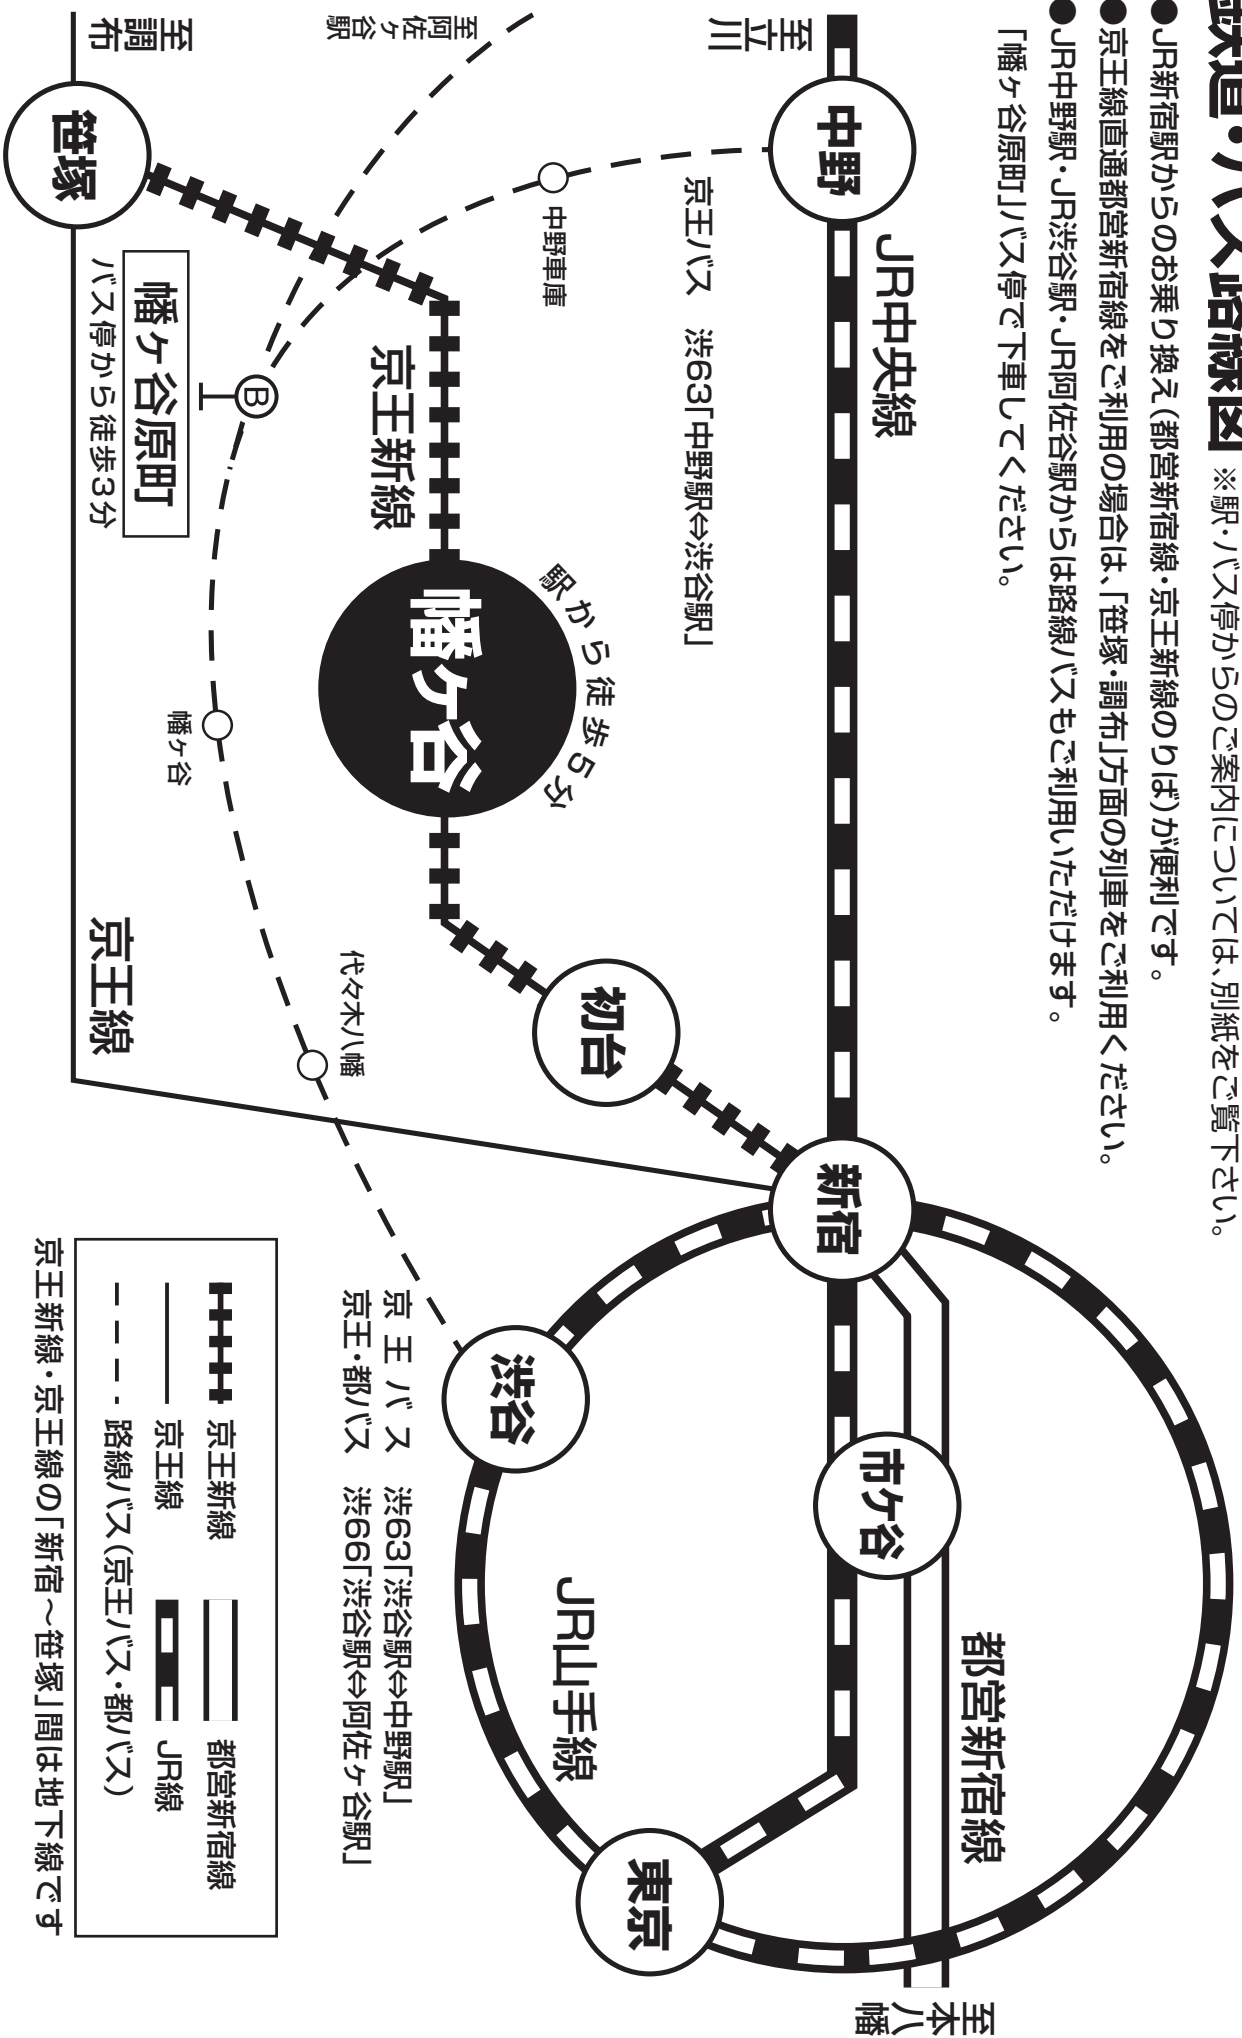 鉄道・バス路線図 ※駅・バス停からのご案内については、別紙をご覧下さい。
●JR新宿駅からのお乗り換え（都営新宿線・京王新線のりば）が便利です。
●京王線直通都営新宿線をご利用の場合は、「笹塚・調布」方面の列車をご利用ください。
●JR中野駅・JR渋谷駅・JR阿佐谷駅からは路線バスもご利用いただけます。
「幡ヶ谷原町」バス停で下車してください。
至立川
中野
JR中央線
新宿
市ヶ谷
都営新宿線
至本八幡
京王バス 渋63「中野駅⇔渋谷駅」
中野車庫
至阿佐ヶ谷駅
駅から徒歩5分
幡ヶ谷
初台
京王新線
JR山手線
東京
渋谷
至調布
笹塚
B
幡ヶ谷原町
バス停から徒歩3分
幡ヶ谷
代々木八幡
京王線
京王バス 渋63「渋谷駅⇔中野駅」
京王・都バス 渋66「渋谷駅⇔阿佐ヶ谷駅」
京王新線 都営新宿線
京王線 JR線
路線バス（京王バス・都バス）
京王新線・京王線の「新宿～笹塚」間は地下線です